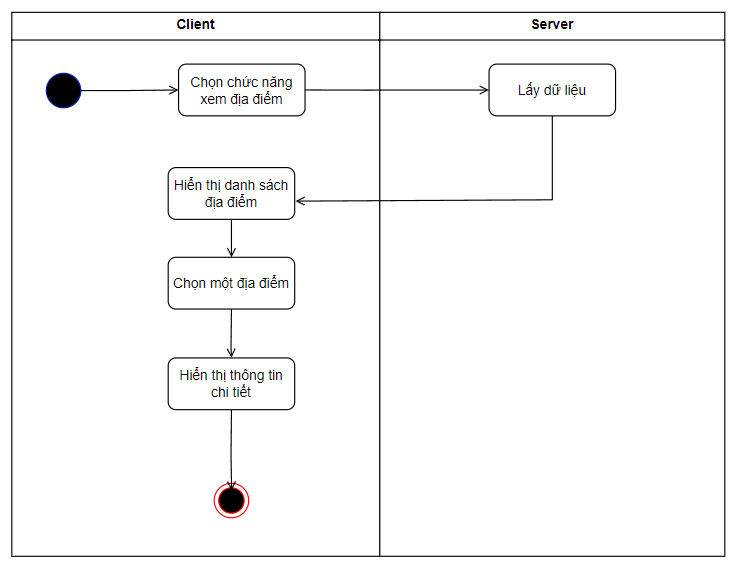 Client
Server
Chọn chức năng
xem địa điểm
Lấy dữ liệu
Hiển thị danh sách
địa điểm
Chọn một địa điểm
Hiển thị thông tin
chi tiết